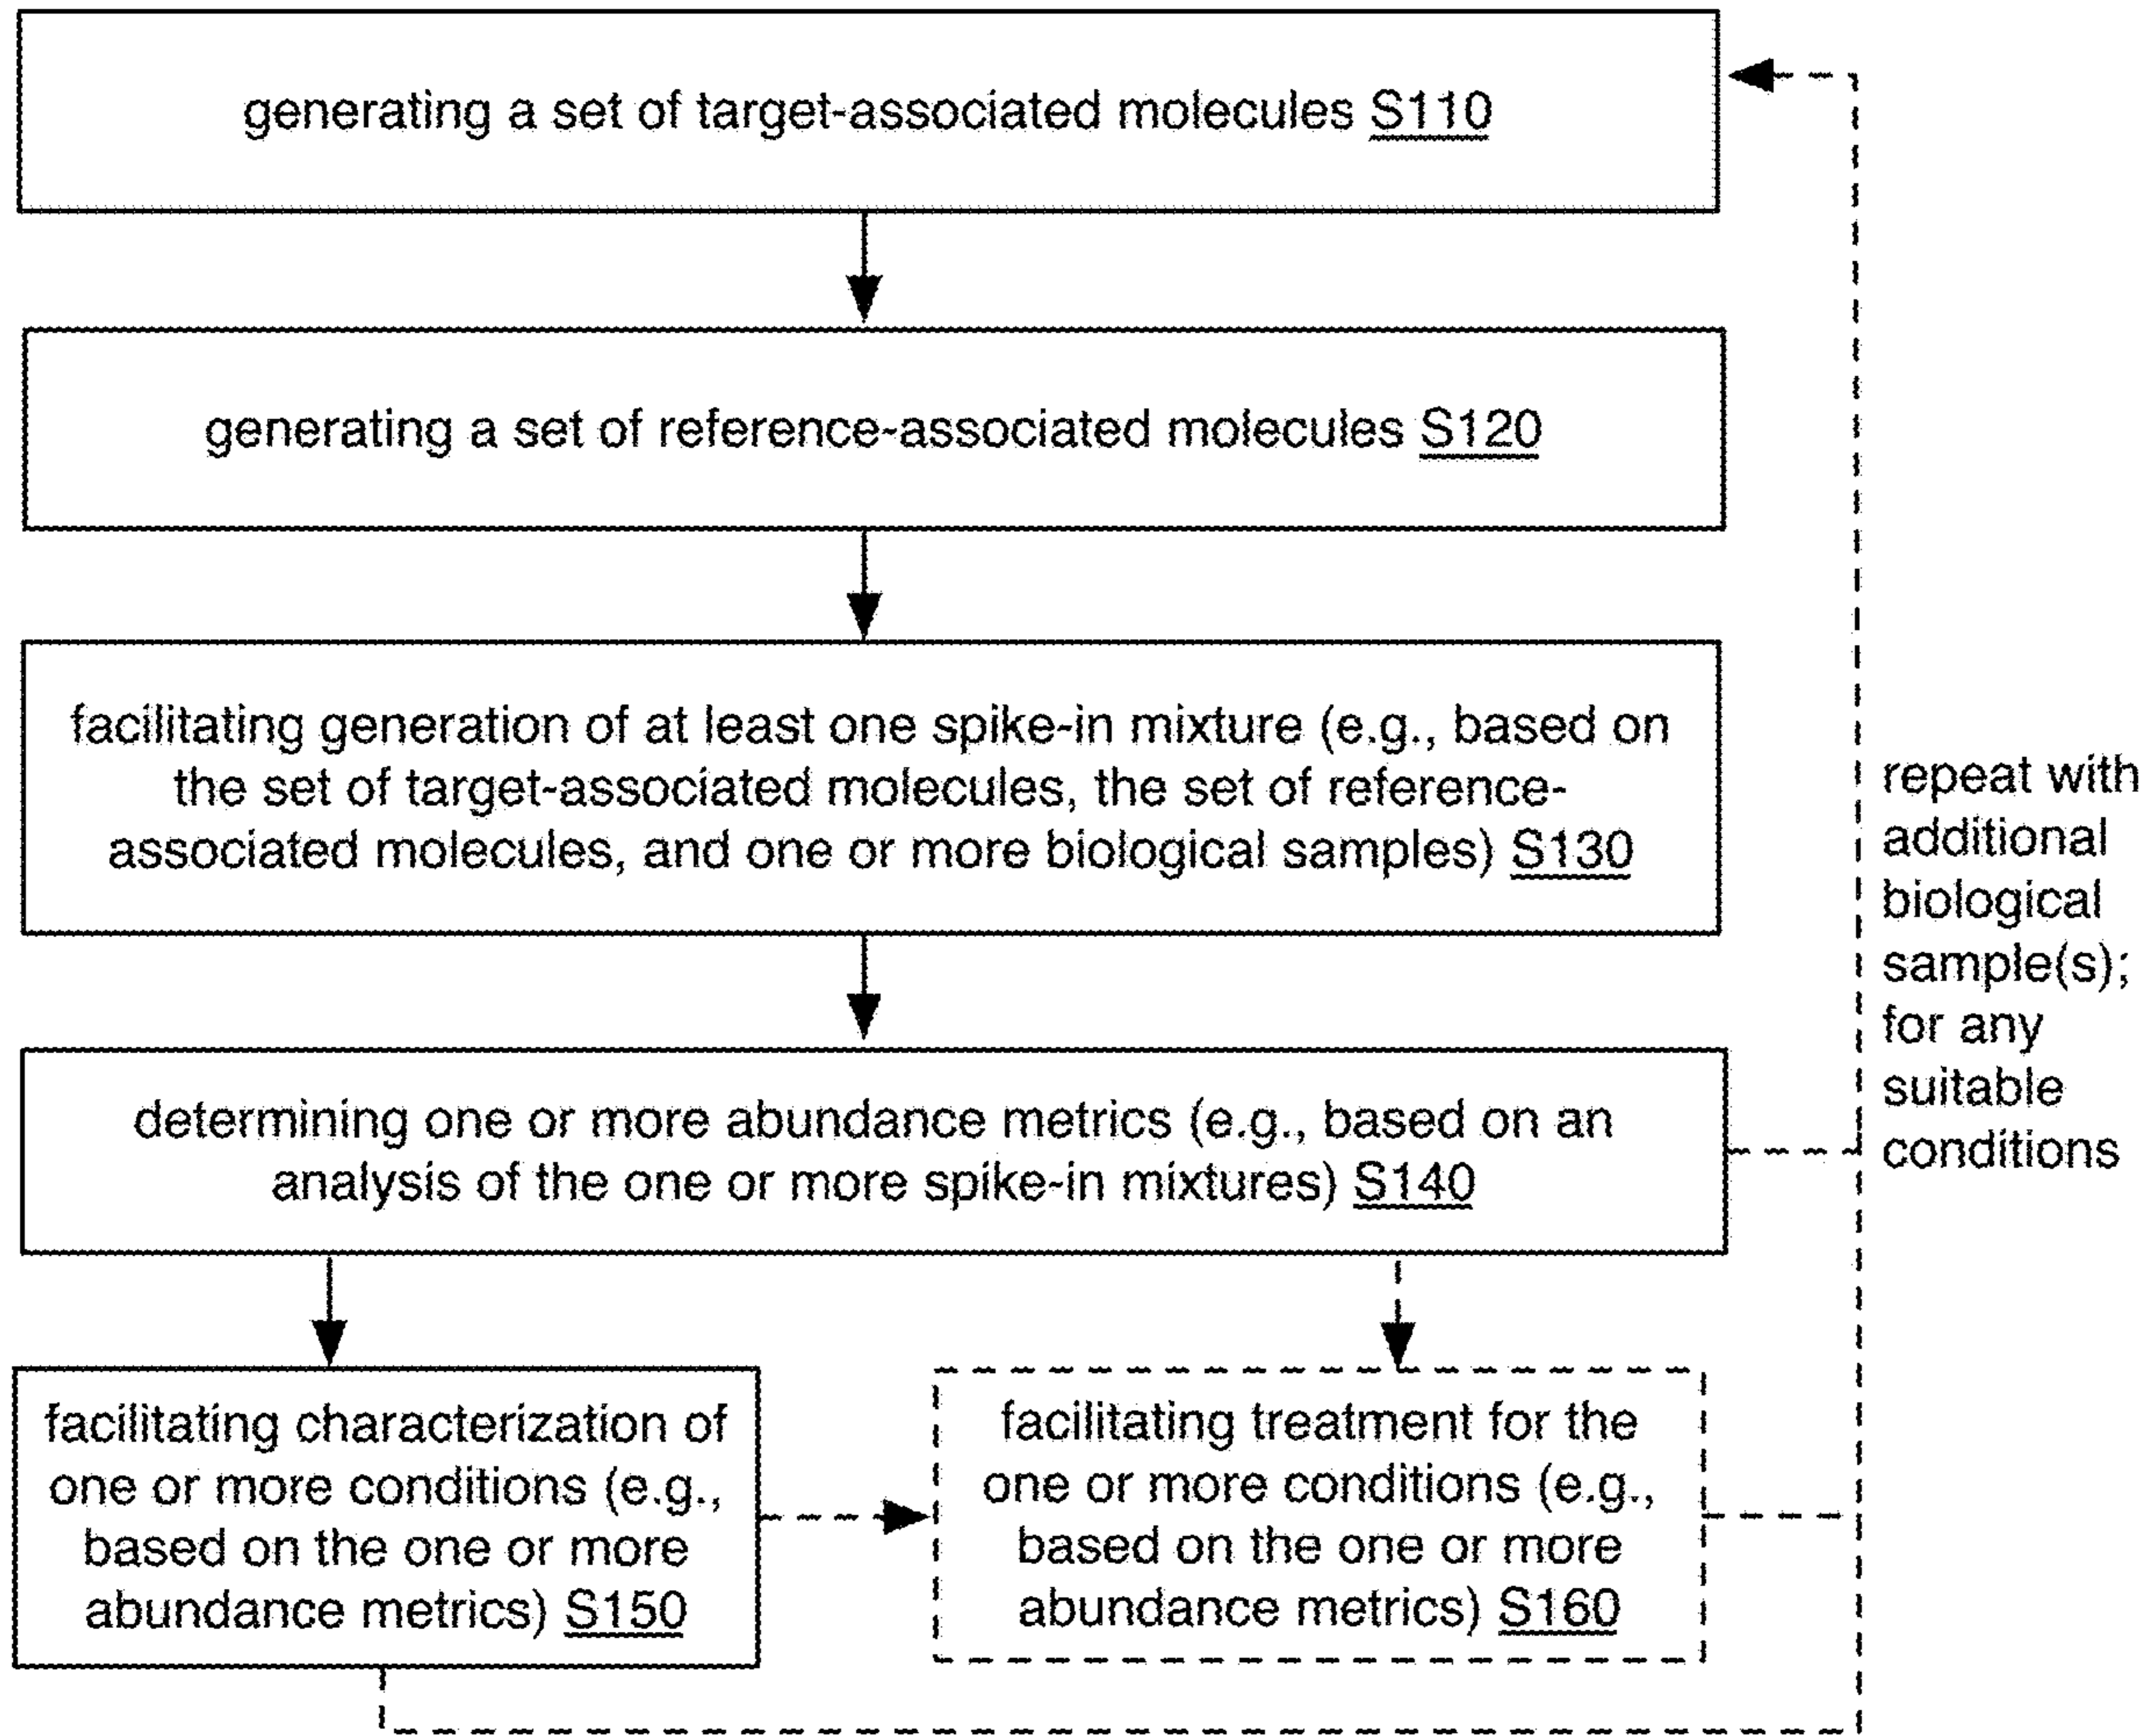 generating a set of target-associated molecules S110
generating a set of reference-associated molecules S120
facilitating generation of at least one spike-in mixture (e.g., based on
the set of target-associated molecules, the set of reference-
associated molecules, and one or more biological samples) S130
determining one or more abundance metrics (e.g., based on an
analysis of the one or more spike-in mixtures) S140
facilitating characterization of
one or more conditions (e.g.,
based on the one or more
abundance metrics) S150
facilitating treatment for the
one or more conditions (e.g.,
based on the one or more
abundance metrics) S160
repeat with
additional
biological
sample(s);
for any
suitable
conditions